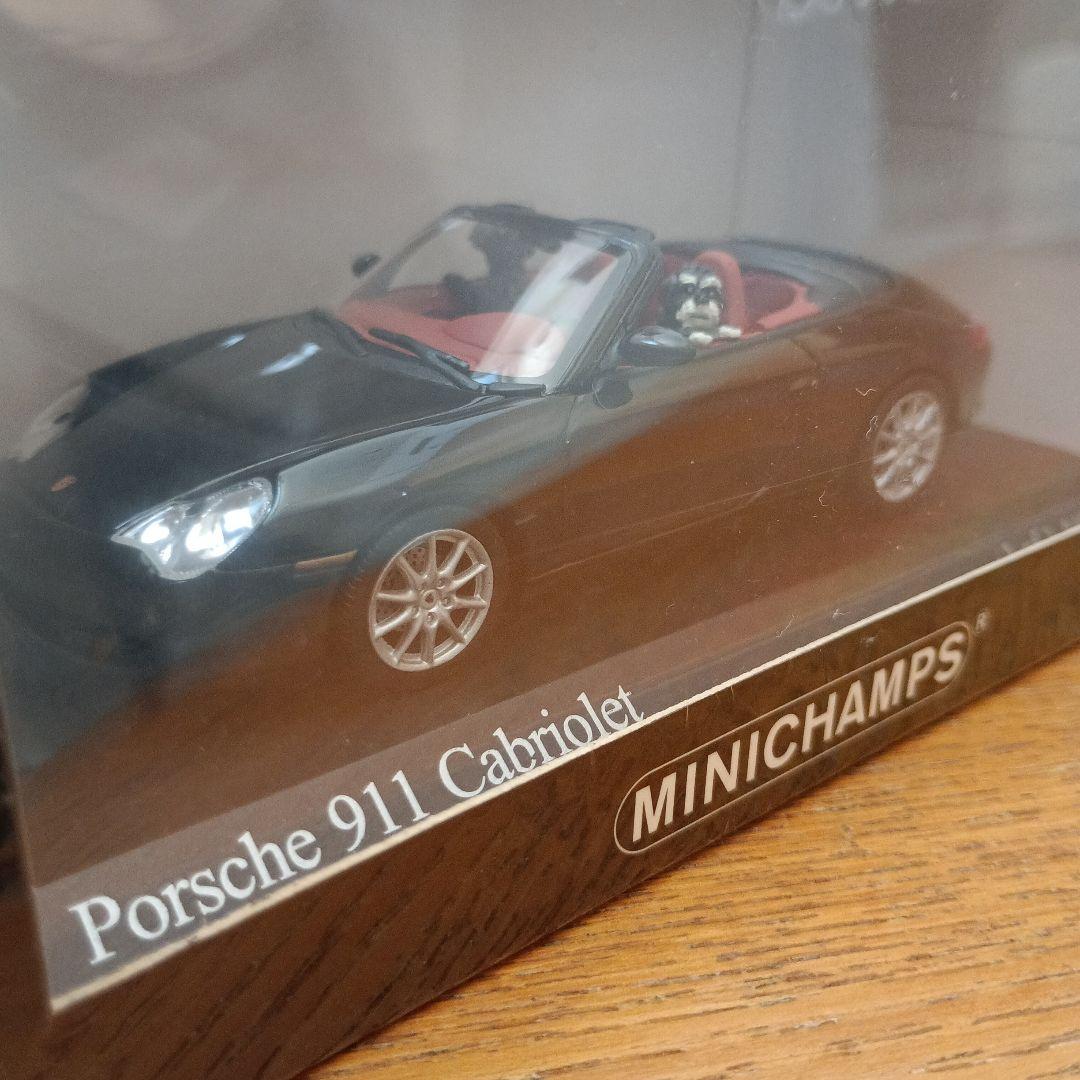 Porsche 911 Cabriolet
MINICHAMPS®